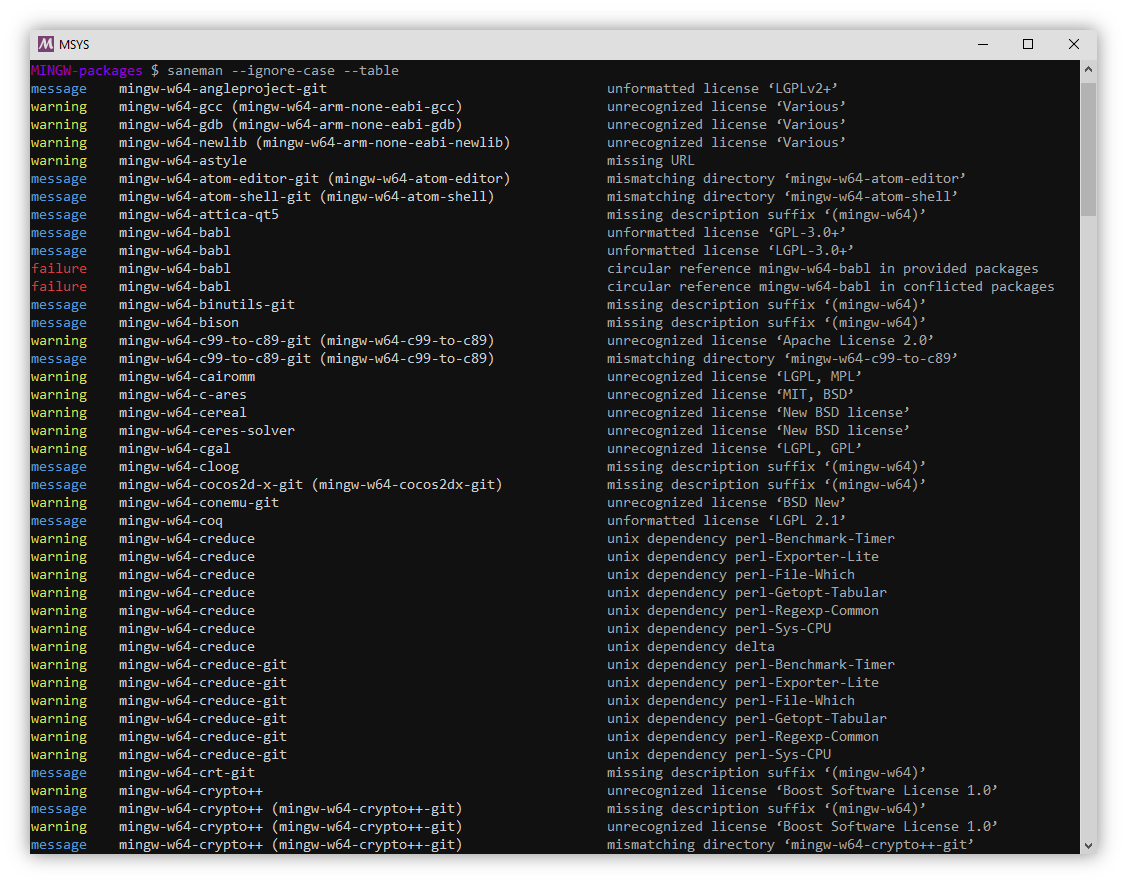 MSYS
MINGW-packages $ saneman --ignore-case --table
message mingw-w64-angleproject-git unformatted license ‘LGPLv2+’
warning mingw-w64-gcc (mingw-w64-arm-none-eabi-gcc) unrecognized license ‘Various’
warning mingw-w64-gdb (mingw-w64-arm-none-eabi-gdb) unrecognized license ‘Various’
warning mingw-w64-newlib (mingw-w64-arm-none-eabi-newlib) unrecognized license ‘Various’
warning mingw-w64-astyle missing URL
message mingw-w64-atom-editor-git (mingw-w64-atom-editor) mismatching directory ‘mingw-w64-atom-editor’
message mingw-w64-atom-shell-git (mingw-w64-atom-shell) mismatching directory ‘mingw-w64-atom-shell’
message mingw-w64-attica-qt5 missing description suffix ‘(mingw-w64)’
message mingw-w64-babl unformatted license ‘GPL-3.0+’
message mingw-w64-babl unformatted license ‘LGPL-3.0+’
failure mingw-w64-babl circular reference mingw-w64-babl in provided packages
failure mingw-w64-babl circular reference mingw-w64-babl in conflicted packages
message mingw-w64-binutils-git missing description suffix ‘(mingw-w64)’
message mingw-w64-bison missing description suffix ‘(mingw-w64)’
warning mingw-w64-c99-to-c89-git (mingw-w64-c99-to-c89) unrecognized license ‘Apache License 2.0’
message mingw-w64-c99-to-c89-git (mingw-w64-c99-to-c89) mismatching directory ‘mingw-w64-c99-to-c89’
warning mingw-w64-cairomm unrecognized license ‘LGPL, MPL’
warning mingw-w64-c-ares unrecognized license ‘MIT, BSD’
warning mingw-w64-cereal unrecognized license ‘New BSD license’
warning mingw-w64-ceres-solver unrecognized license ‘New BSD license’
warning mingw-w64-cgal unrecognized license ‘LGPL, GPL’
message mingw-w64-cloog missing description suffix ‘(mingw-w64)’
message mingw-w64-cocos2d-x-git (mingw-w64-cocos2dx-git) missing description suffix ‘(mingw-w64)’
warning mingw-w64-conemu-git unrecognized license ‘BSD New’
message mingw-w64-coq unformatted license ‘LGPL 2.1’
warning mingw-w64-creduce unix dependency perl-Benchmark-Timer
warning mingw-w64-creduce unix dependency perl-Exporter-Lite
warning mingw-w64-creduce unix dependency perl-File-Which
warning mingw-w64-creduce unix dependency perl-Getopt-Tabular
warning mingw-w64-creduce unix dependency perl-Regexp-Common
warning mingw-w64-creduce unix dependency perl-Sys-CPU
warning mingw-w64-creduce unix dependency delta
warning mingw-w64-creduce-git unix dependency perl-Benchmark-Timer
warning mingw-w64-creduce-git unix dependency perl-Exporter-Lite
warning mingw-w64-creduce-git unix dependency perl-File-Which
warning mingw-w64-creduce-git unix dependency perl-Getopt-Tabular
warning mingw-w64-creduce-git unix dependency perl-Regexp-Common
warning mingw-w64-creduce-git unix dependency perl-Sys-CPU
message mingw-w64-crt-git missing description suffix ‘(mingw-w64)’
warning mingw-w64-crypto++ unrecognized license ‘Boost Software License 1.0’
message mingw-w64-crypto++ (mingw-w64-crypto++-git) missing description suffix ‘(mingw-w64)’
warning mingw-w64-crypto++ (mingw-w64-crypto++-git) unrecognized license ‘Boost Software License 1.0’
message mingw-w64-crypto++ (mingw-w64-crypto++-git) mismatching directory ‘mingw-w64-crypto++-git’